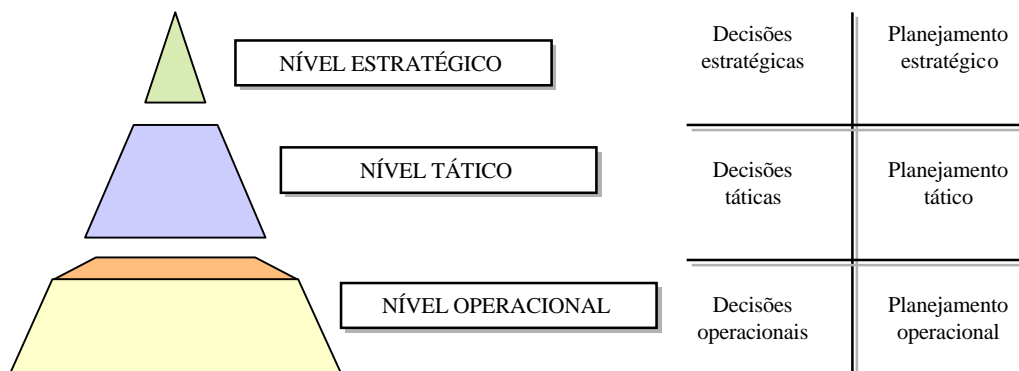 NÍVEL ESTRATÉGICO
Decisões
estratégicas
Planejamento
estratégico
NÍVEL TÁTICO
Decisões
táticas
Planejamento
tático
NÍVEL OPERACIONAL
Decisões
operacionais
Planejamento
operacional